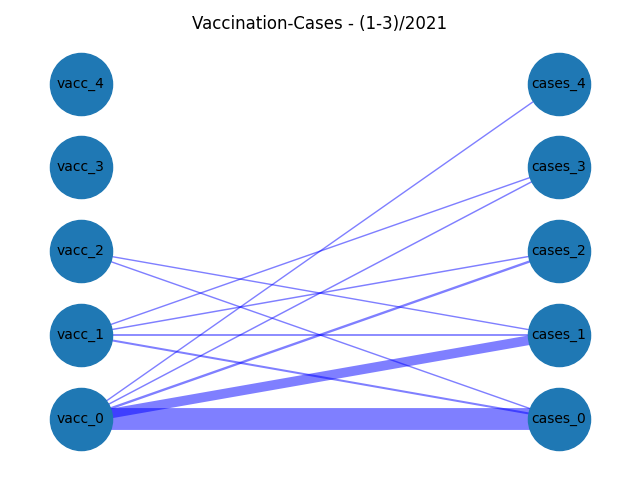 Vaccination-Cases - (1-3)/2021
vacc_4
cases_4
vacc_3
cases_3
vacc_2
cases_2
vacc_1
cases_1
vacc_0
cases_0